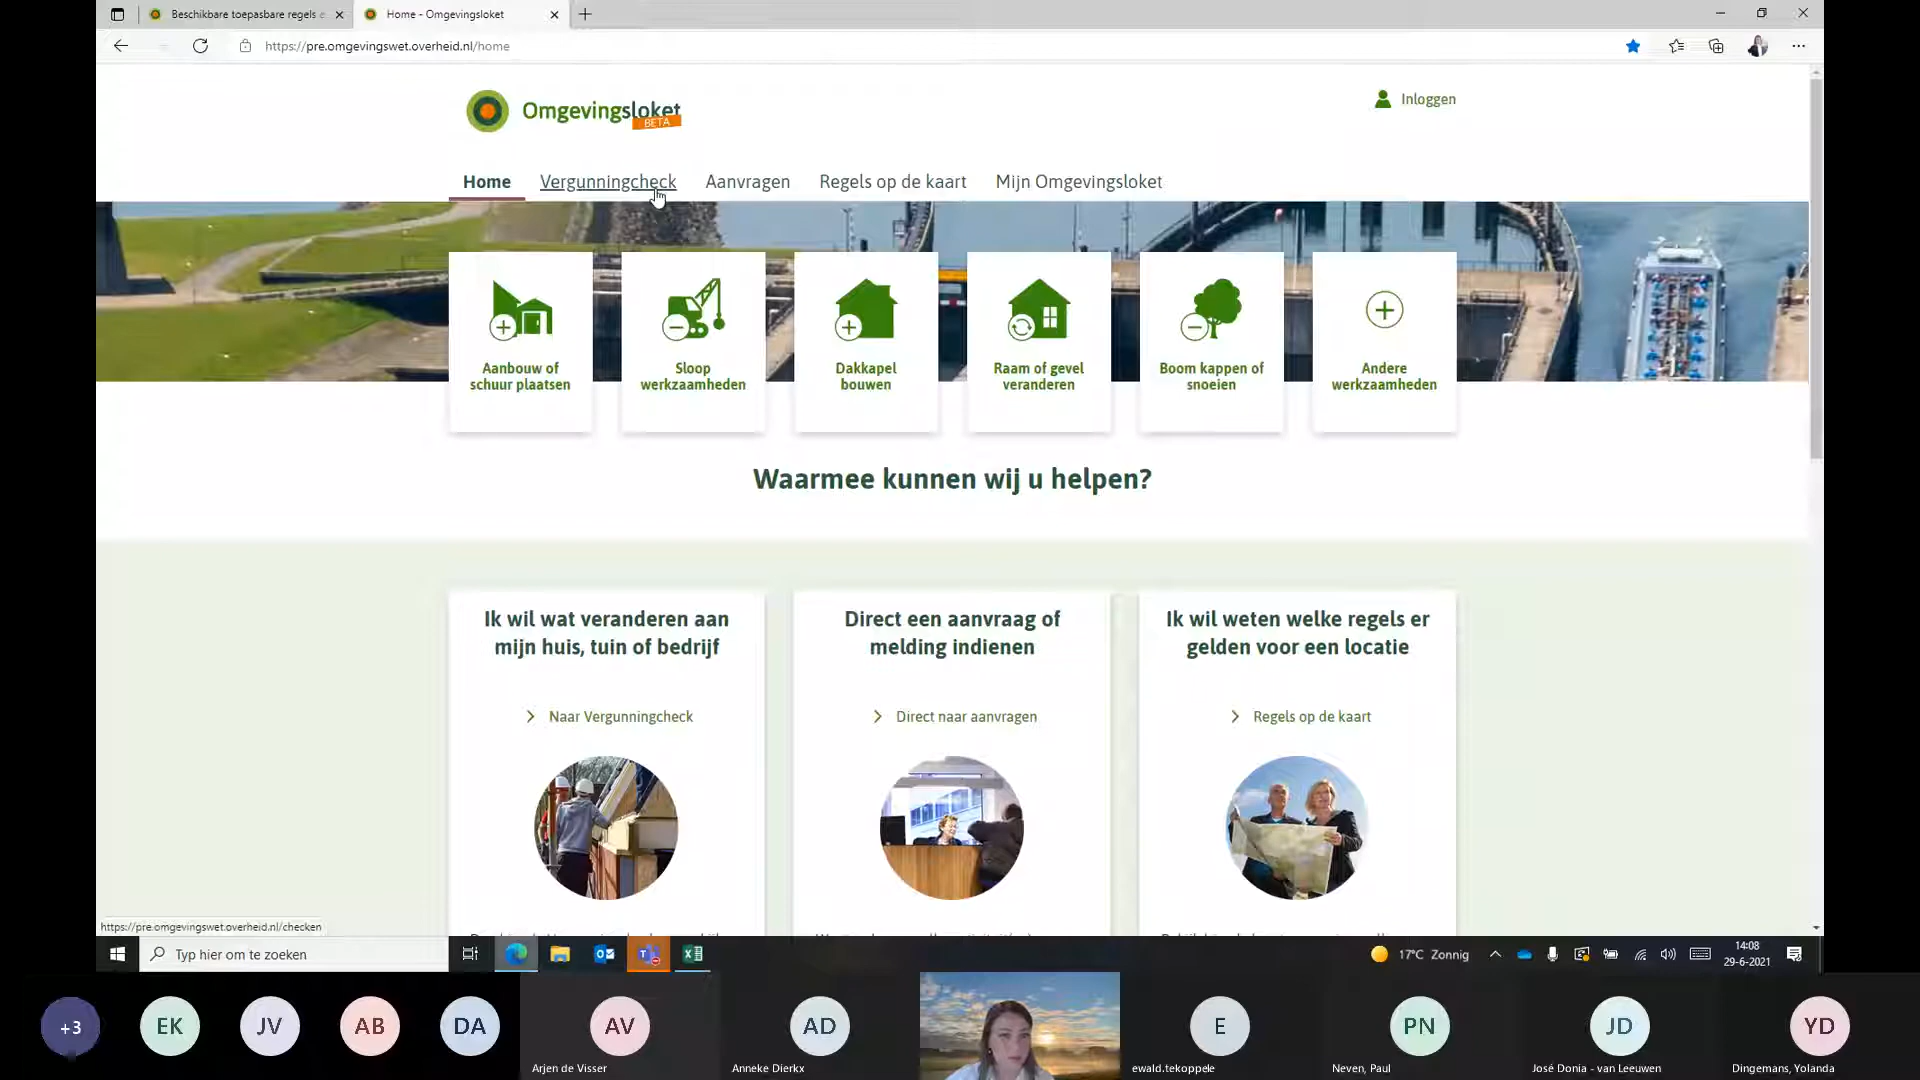 Beschikbare toepasbare regels e
Home - Omgevingsloket
https://pre.omgevingswet.overheid.nl/home
Omgevingsloket
BETA
Inloggen
Home
Vergunningcheck
Aanvragen
Regels op de kaart
Mijn Omgevingsloket
Aanbouw of
schuur plaatsen
Sloop
werkzaamheden
Dakkapel
bouwen
Raam of gevel
veranderen
Boom kappen of
snoeien
Andere
werkzaamheden
Waarmee kunnen wij u helpen?
Ik wil wat veranderen aan
mijn huis, tuin of bedrijf
Naar Vergunningcheck
Direct een aanvraag of
melding indienen
Direct naar aanvragen
Ik wil weten welke regels er
gelden voor een locatie
Regels op de kaart
https://pre.omgevingswet.overheid.nl/checken
Typ hier om te zoeken
17°C Zonnig
14:08
29-6-2021
+3
EK
JV
AB
DA
AV
Arjen de Visser
AD
Anneke Dierkx
E
ewald.tekoppele
PN
Neven, Paul
JD
José Donia - van Leeuwen
YD
Dingemans, Yolanda